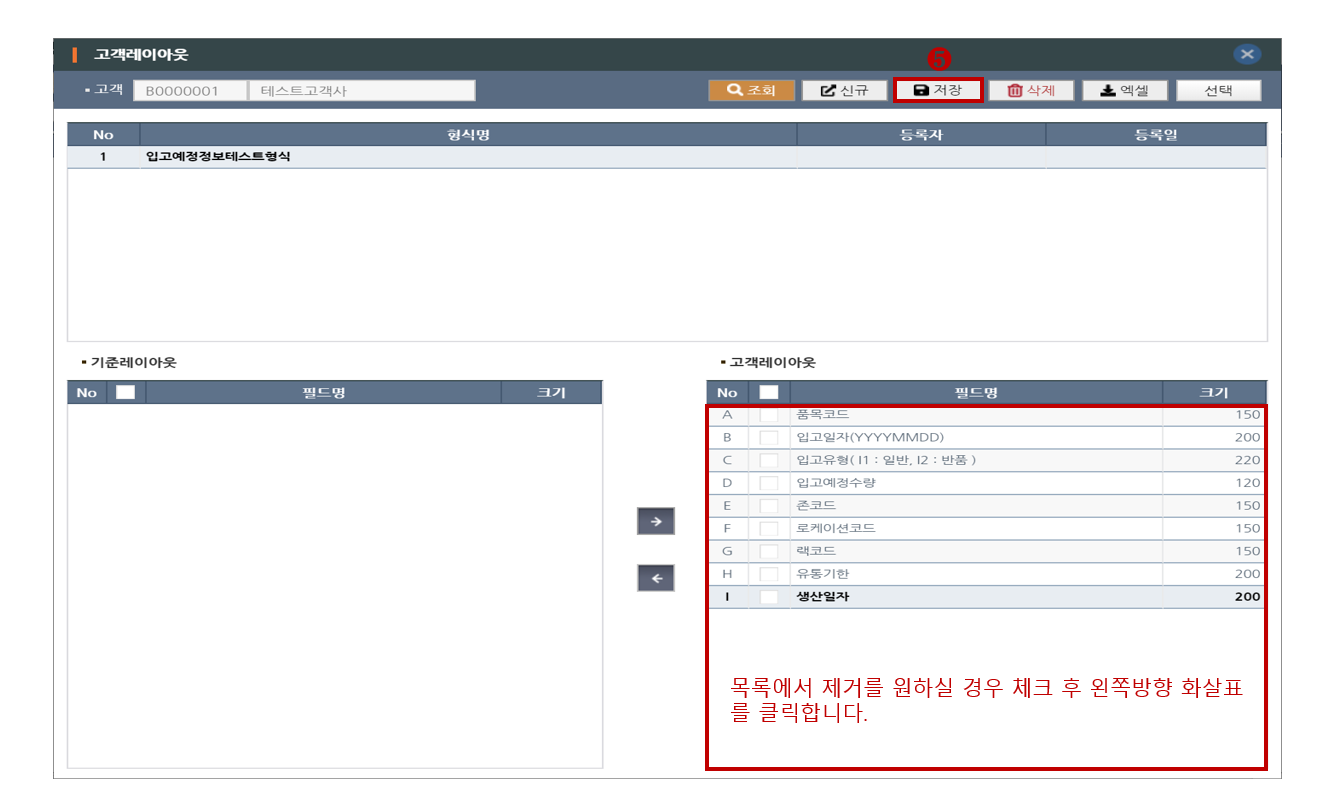 고객레이아웃
❺
▪ 고객 B0000001 테스트고객사 조회 신규 저장 삭제 엑셀 선택
No 형식명 등록자 등록일
1 입고예정정보테스트형식
▪ 기준레이아웃 ▪ 고객레이아웃
No 필드명 크기 No 필드명 크기
A 품목코드 150
B 입고일자(YYYYMMDD) 200
C 입고유형( I1 : 일반, I2 : 반품 ) 220
D 입고예정수량 120
E 존코드 150
F 로케이션코드 150
G 랙코드 150
H 유통기한 200
I 생산일자 200
목록에서 제거를 원하실 경우 체크 후 왼쪽방향 화살표
를 클릭합니다.